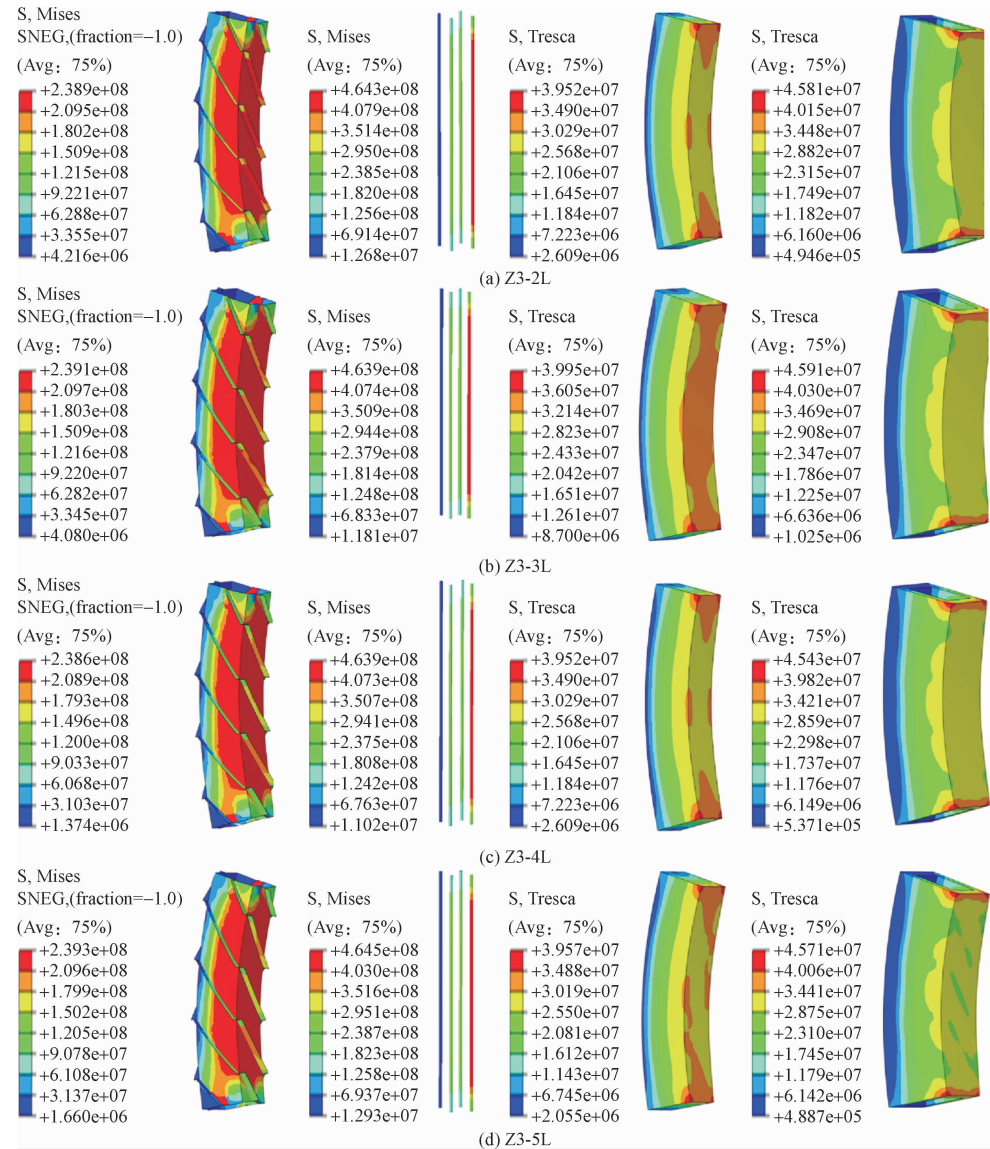 S, Mises
SNEG,(fraction=−1.0)
(Avg：75%)
+2.389e+08
+2.095e+08
+1.802e+08
+1.509e+08
+1.215e+08
+9.221e+07
+6.288e+07
+3.355e+07
+4.216e+06
S, Mises
(Avg：75%)
+4.643e+08
+4.079e+08
+3.514e+08
+2.950e+08
+2.385e+08
+1.820e+08
+1.256e+08
+6.914e+07
+1.268e+07
S, Tresca
(Avg：75%)
+3.952e+07
+3.490e+07
+3.029e+07
+2.568e+07
+2.106e+07
+1.645e+07
+1.184e+07
+7.223e+06
+2.609e+06
S, Tresca
(Avg：75%)
+4.581e+07
+4.015e+07
+3.448e+07
+2.882e+07
+2.315e+07
+1.749e+07
+1.182e+07
+6.160e+06
+4.946e+05
(a) Z3-2L
S, Mises
SNEG,(fraction=−1.0)
(Avg：75%)
+2.391e+08
+2.097e+08
+1.803e+08
+1.509e+08
+1.216e+08
+9.220e+07
+6.282e+07
+3.345e+07
+4.080e+06
S, Mises
(Avg：75%)
+4.639e+08
+4.074e+08
+3.509e+08
+2.944e+08
+2.379e+08
+1.814e+08
+1.248e+08
+6.833e+07
+1.181e+07
S, Tresca
(Avg：75%)
+3.995e+07
+3.605e+07
+3.214e+07
+2.823e+07
+2.433e+07
+2.042e+07
+1.651e+07
+1.261e+07
+8.700e+06
S, Tresca
(Avg：75%)
+4.591e+07
+4.030e+07
+3.469e+07
+2.908e+07
+2.347e+07
+1.786e+07
+1.225e+07
+6.636e+06
+1.025e+06
(b) Z3-3L
S, Mises
SNEG,(fraction=−1.0)
(Avg：75%)
+2.386e+08
+2.089e+08
+1.793e+08
+1.496e+08
+1.200e+08
+9.033e+07
+6.068e+07
+3.103e+07
+1.374e+06
S, Mises
(Avg：75%)
+4.639e+08
+4.073e+08
+3.507e+08
+2.941e+08
+2.375e+08
+1.808e+08
+1.242e+08
+6.763e+07
+1.102e+07
S, Tresca
(Avg：75%)
+3.952e+07
+3.490e+07
+3.029e+07
+2.568e+07
+2.106e+07
+1.645e+07
+1.184e+07
+7.223e+06
+2.609e+06
S, Tresca
(Avg：75%)
+4.543e+07
+3.982e+07
+3.421e+07
+2.859e+07
+2.298e+07
+1.737e+07
+1.176e+07
+6.149e+06
+5.371e+05
(c) Z3-4L
S, Mises
SNEG,(fraction=−1.0)
(Avg：75%)
+2.393e+08
+2.096e+08
+1.799e+08
+1.502e+08
+1.205e+08
+9.078e+07
+6.108e+07
+3.137e+07
+1.660e+06
S, Mises
(Avg：75%)
+4.645e+08
+4.030e+08
+3.516e+08
+2.951e+08
+2.387e+08
+1.823e+08
+1.258e+08
+6.937e+07
+1.293e+07
S, Tresca
(Avg：75%)
+3.957e+07
+3.488e+07
+3.019e+07
+2.550e+07
+2.081e+07
+1.612e+07
+1.143e+07
+6.745e+06
+2.055e+06
S, Tresca
(Avg：75%)
+4.571e+07
+4.006e+07
+3.441e+07
+2.875e+07
+2.310e+07
+1.745e+07
+1.179e+07
+6.142e+06
+4.887e+05
(d) Z3-5L